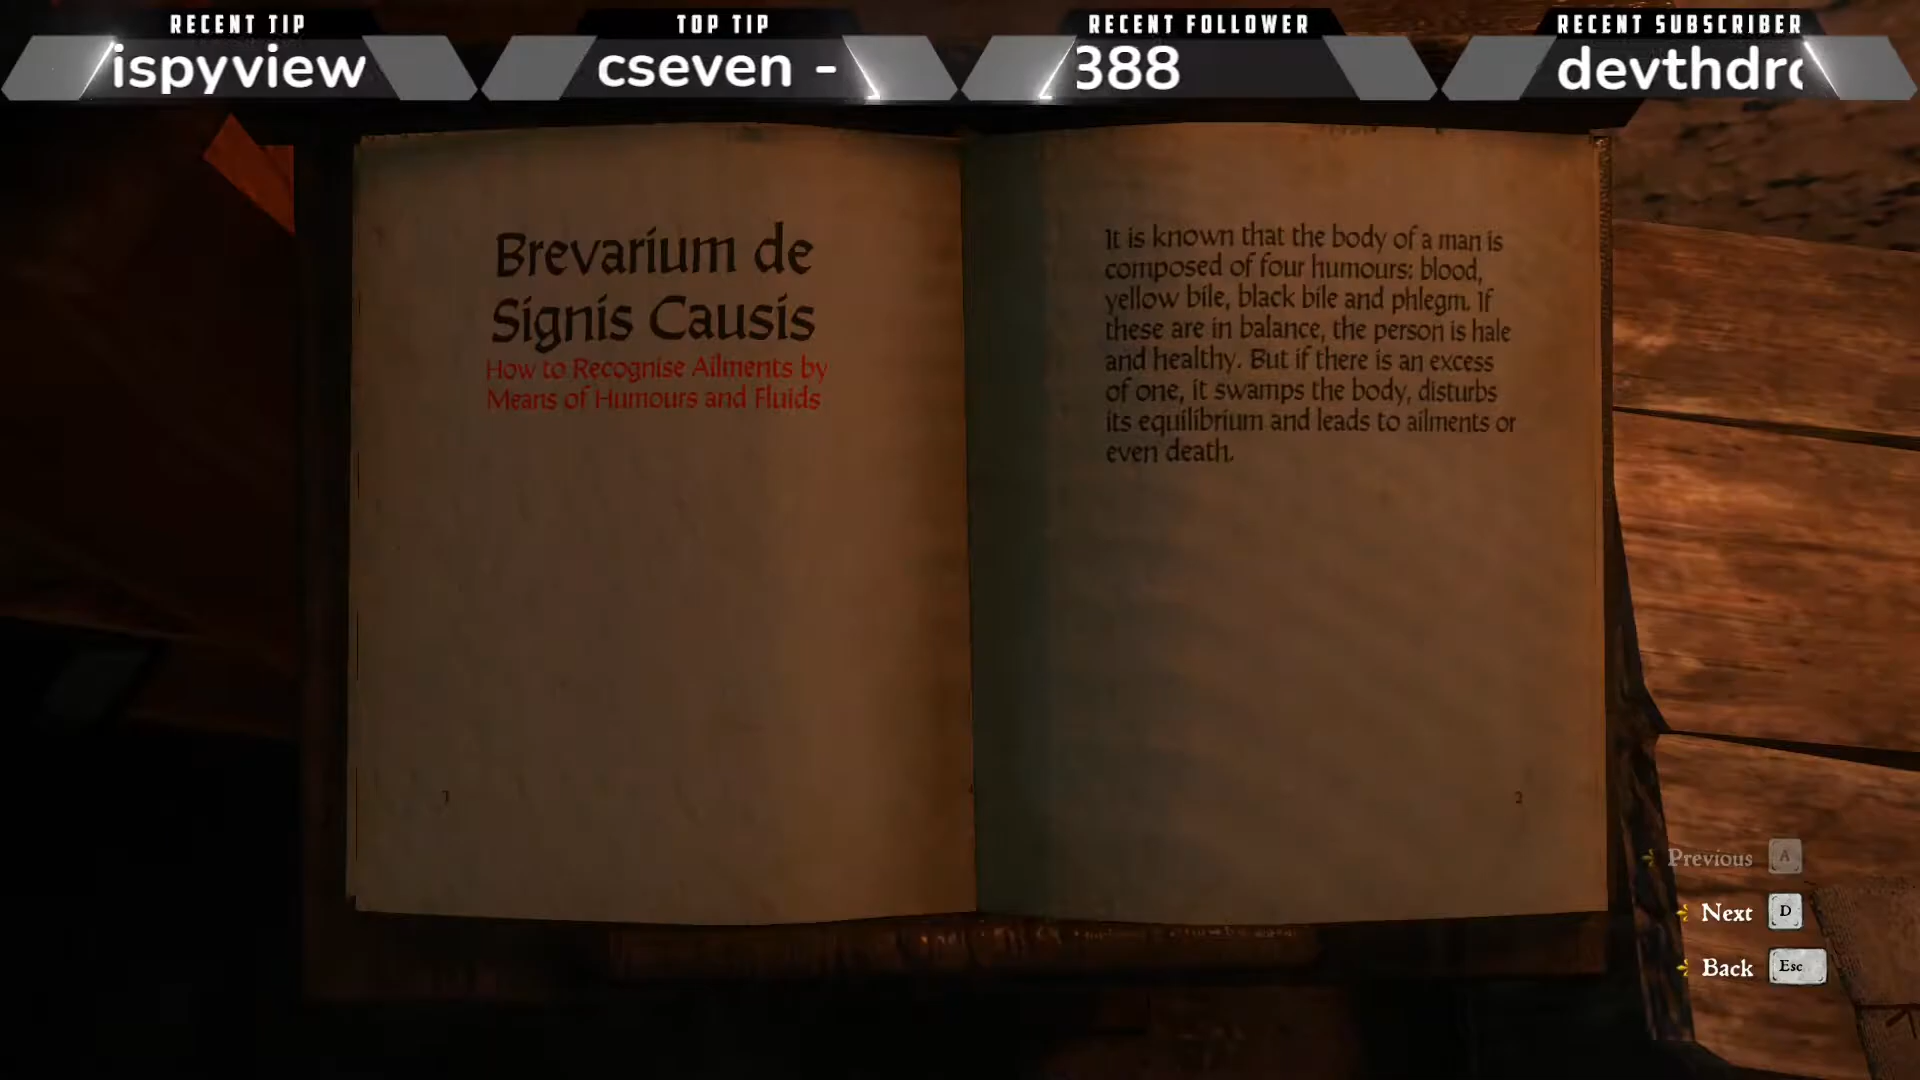 RECENT TIP
ispyview
TOP TIP
cseven -
RECENT FOLLOWER
388
RECENT SUBSCRIBER
devthdro
Brevarium de
Signis Causis
How to Recognise Ailments by
Means of Humours and Fluids
1
It is known that the body of a man is
composed of four humours: blood,
yellow bile, black bile and phlegm. If
these are in balance, the person is hale
and healthy. But if there is an excess
of one, it swamps the body, disturbs
its equilibrium and leads to ailments or
even death.
2
Previous A
Next D
Back Esc